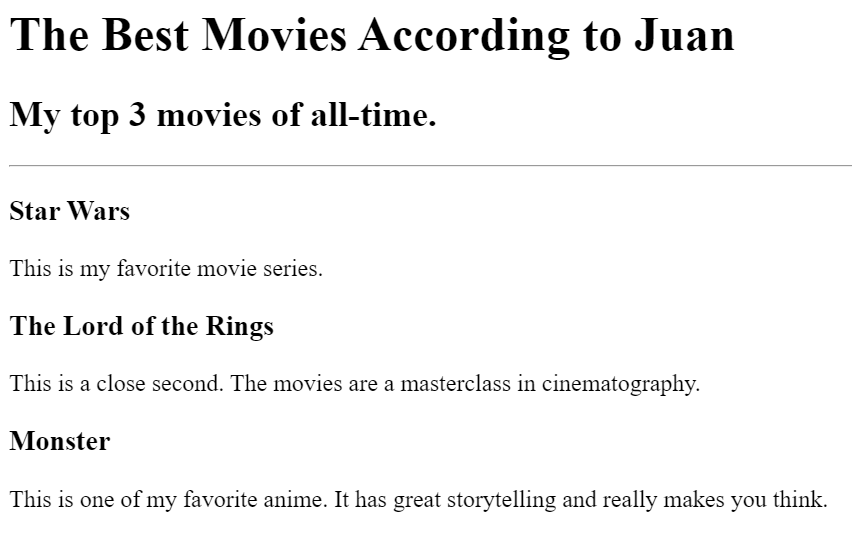 The Best Movies According to Juan
My top 3 movies of all-time.
Star Wars
This is my favorite movie series.
The Lord of the Rings
This is a close second. The movies are a masterclass in cinematography.
Monster
This is one of my favorite anime. It has great storytelling and really makes you think.